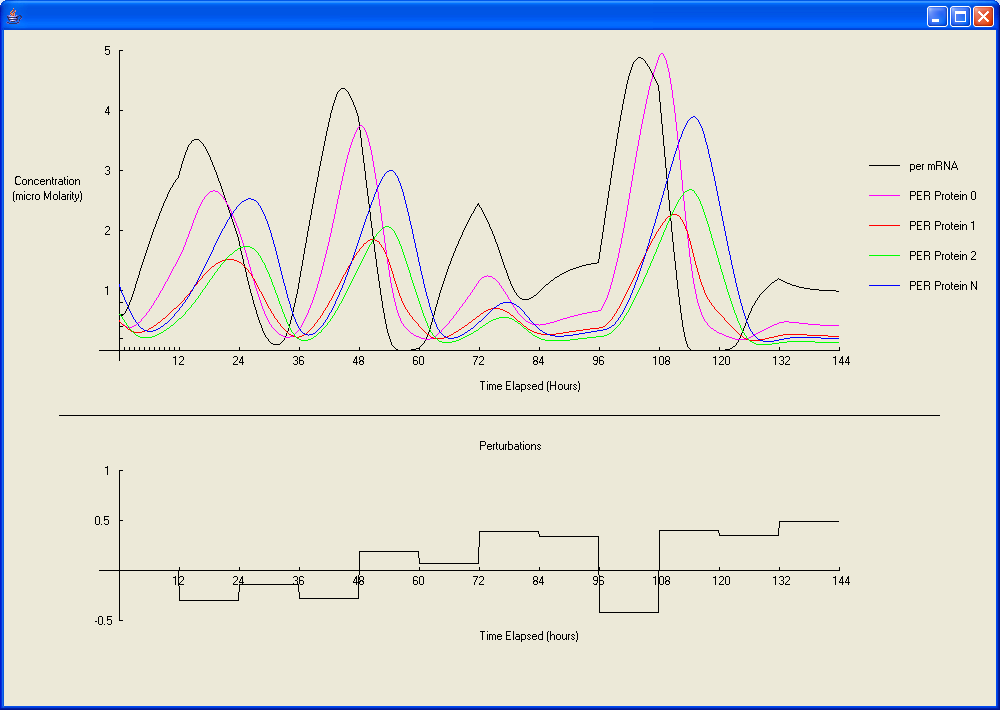 5
4
3
2
1
Concentration
(micro Molarity)
12 24 36 48 60 72 84 96 108 120 132 144
Time Elapsed (Hours)
per mRNA
PER Protein 0
PER Protein 1
PER Protein 2
PER Protein N
Perturbations
1
0.5
-0.5
12 24 36 48 60 72 84 96 108 120 132 144
Time Elapsed (hours)